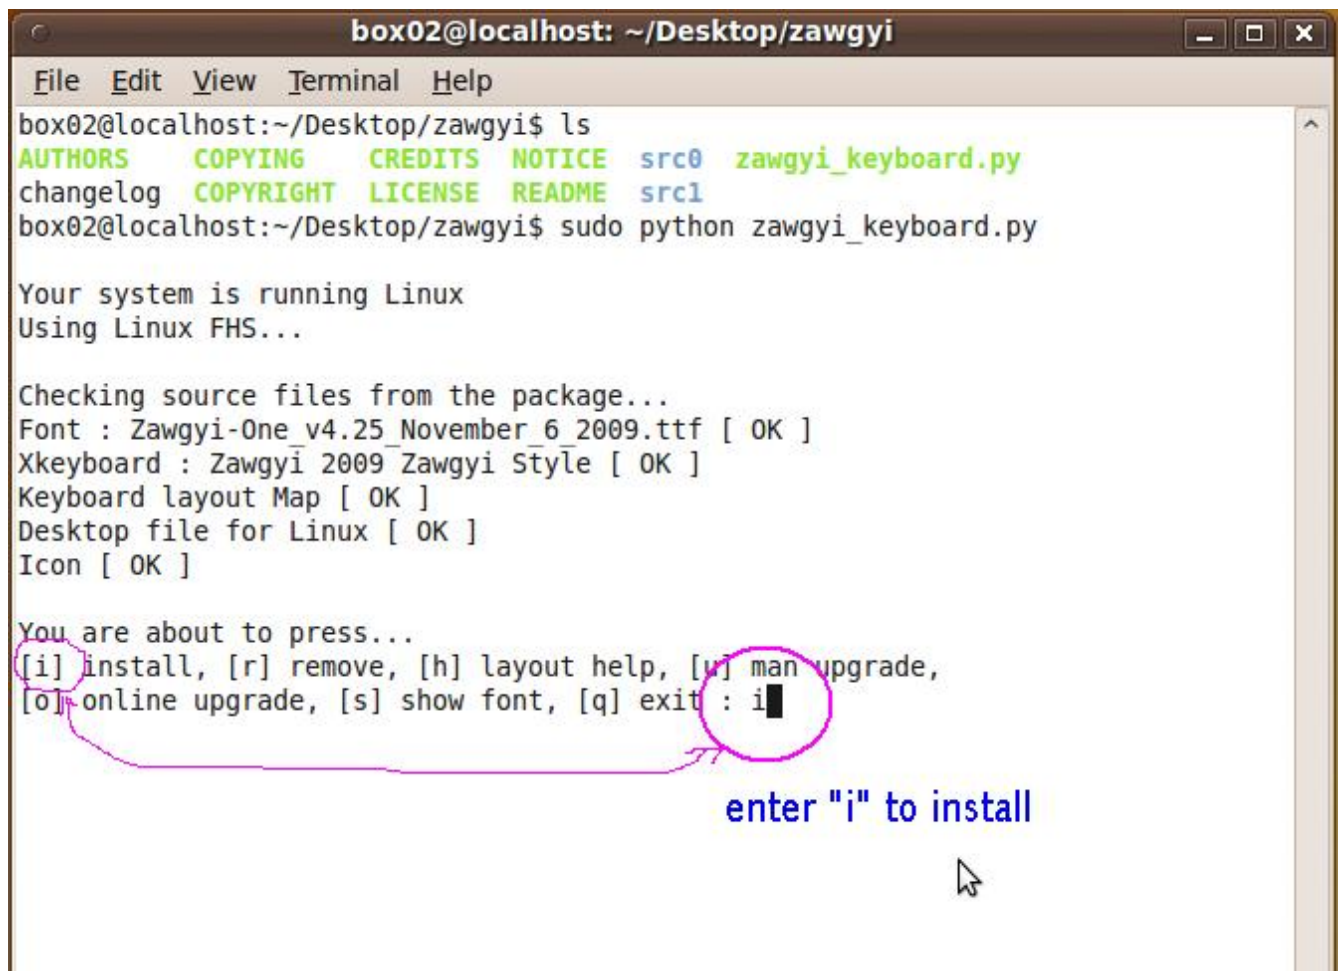 box02@localhost: ~/Desktop/zawgyi
File Edit View Terminal Help
box02@localhost:~/Desktop/zawgyi$ ls
AUTHORS COPYING CREDITS NOTICE src0 zawgyi_keyboard.py
changelog COPYRIGHT LICENSE README src1
box02@localhost:~/Desktop/zawgyi$ sudo python zawgyi_keyboard.py
Your system is running Linux
Using Linux FHS...
Checking source files from the package...
Font : Zawgyi-One_v4.25_November_6_2009.ttf [ OK ]
Xkeyboard : Zawgyi 2009 Zawgyi Style [ OK ]
Keyboard layout Map [ OK ]
Desktop file for Linux [ OK ]
Icon [ OK ]
You are about to press...
[i] install, [r] remove, [h] layout help, [u] man upgrade,
[o] online upgrade, [s] show font, [q] exit : i
enter "i" to install